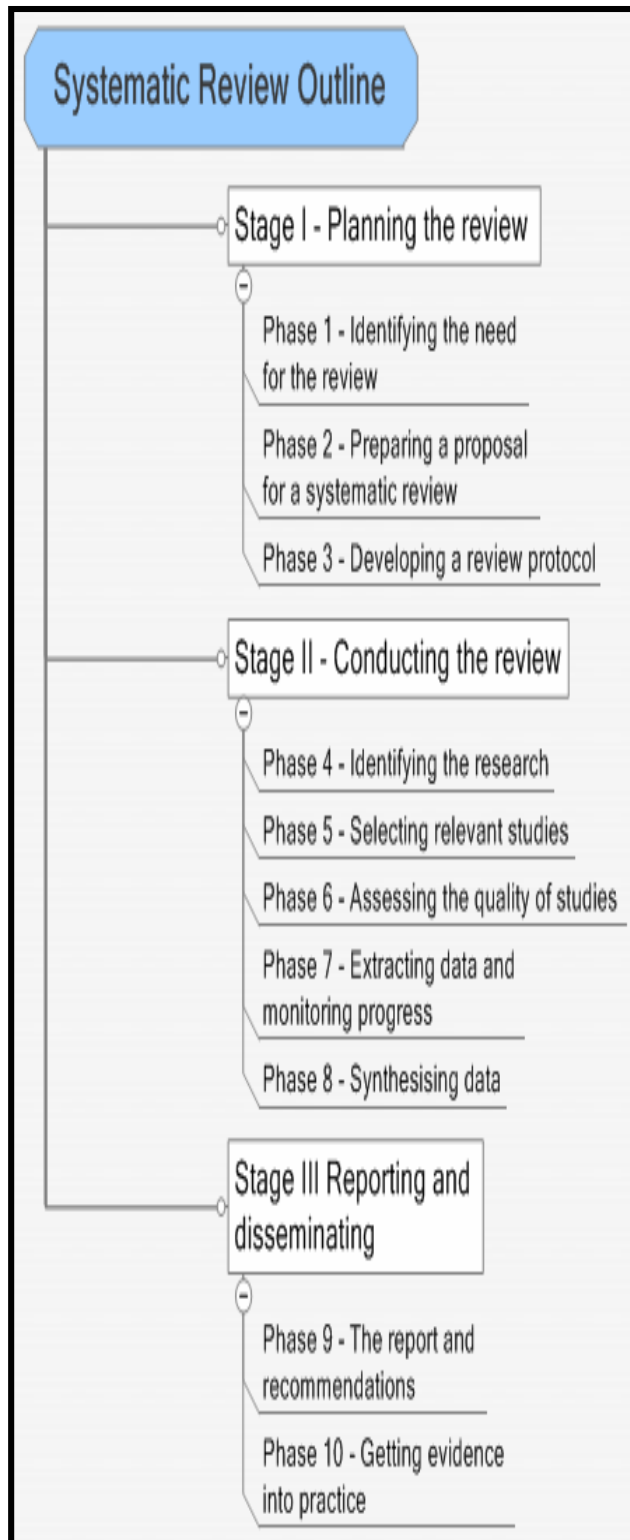 Systematic Review Outline
Stage I - Planning the review
Phase 1 - Identifying the need
for the review
Phase 2 - Preparing a proposal
for a systematic review
Phase 3 - Developing a review protocol
Stage II - Conducting the review
Phase 4 - Identifying the research
Phase 5 - Selecting relevant studies
Phase 6 - Assessing the quality of studies
Phase 7 - Extracting data and
monitoring progress
Phase 8 - Synthesising data
Stage III Reporting and
disseminating
Phase 9 - The report and
recommendations
Phase 10 - Getting evidence
into practice